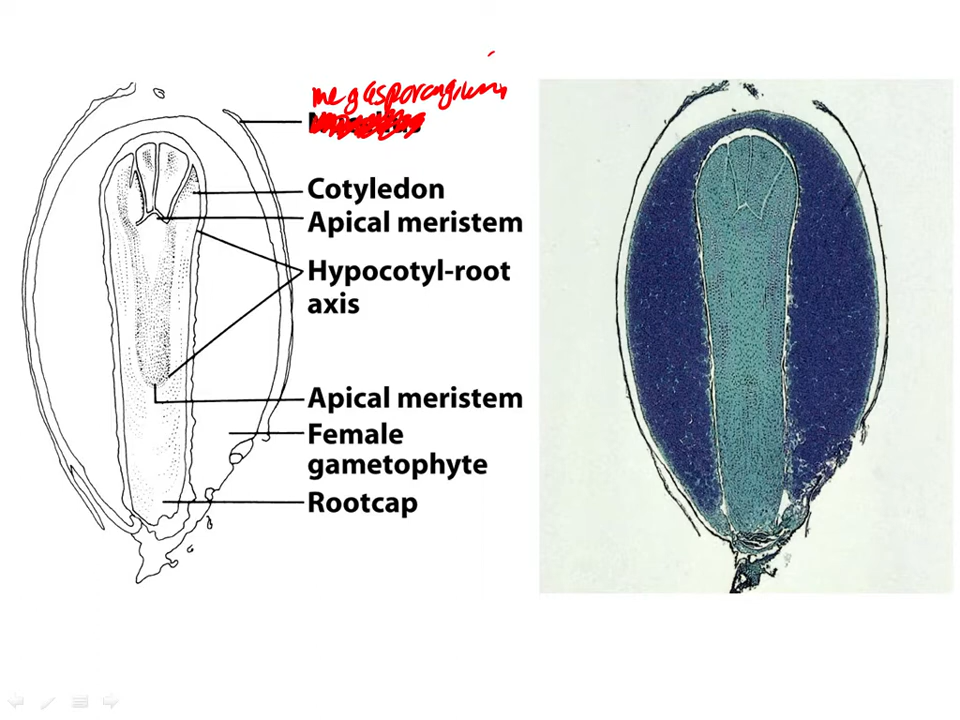 megasporangium
Cotyledon
Apical meristem
Hypocotyl-root
axis
Apical meristem
Female
gametophyte
Rootcap